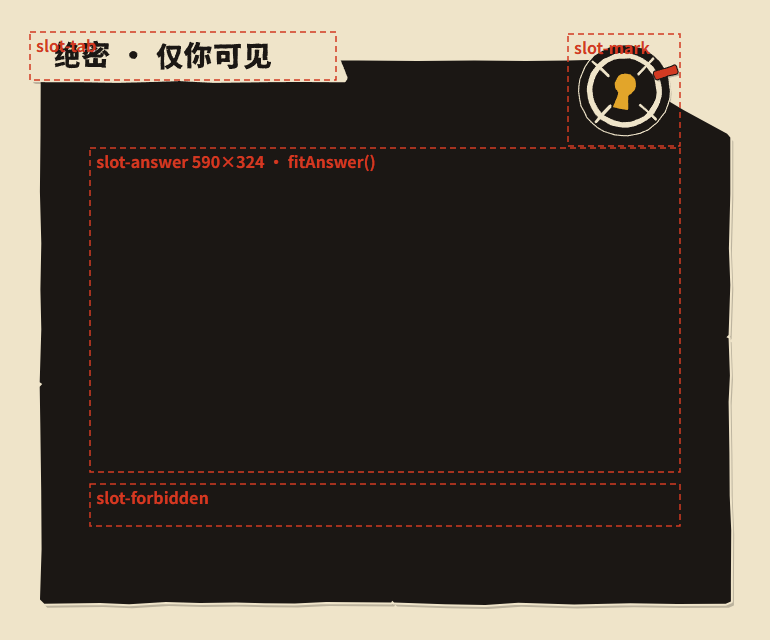 slot-tab
绝密 · 仅你可见
slot-mark
slot-answer 590×324 · fitAnswer()
slot-forbidden